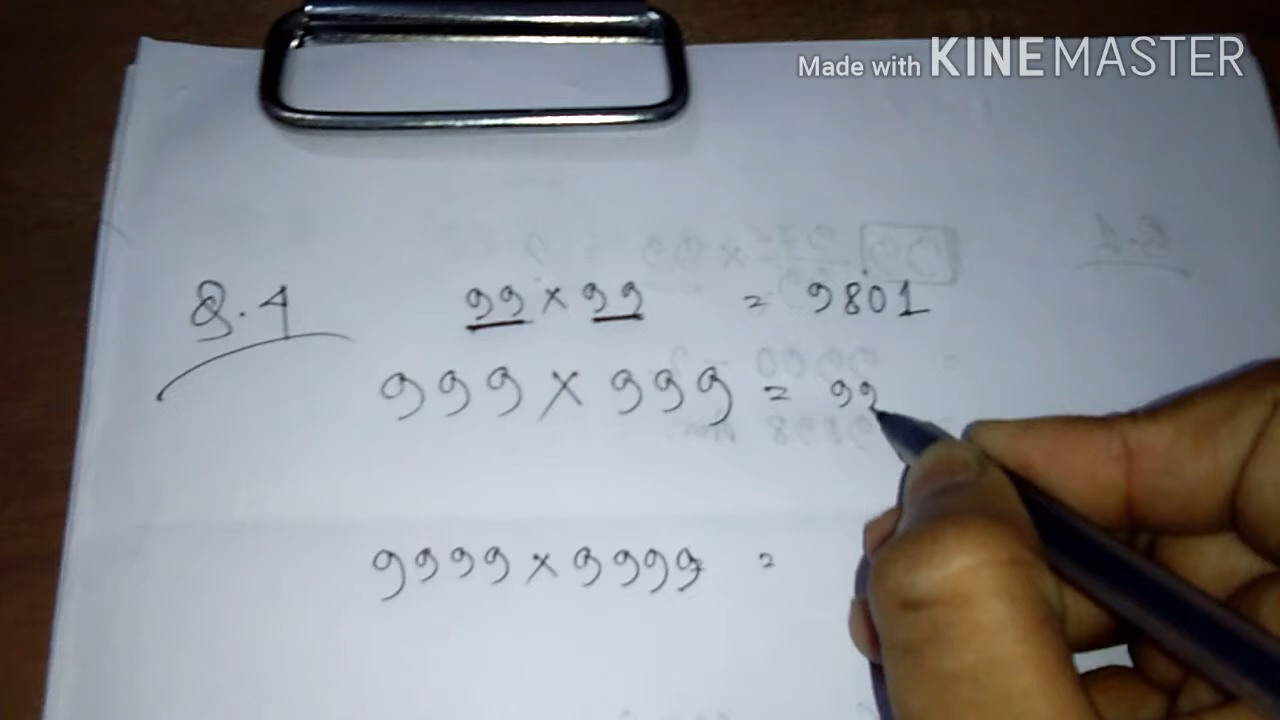 Made with KINEMASTER
Q.4 99 × 99 = 9801
999 × 999 = 99
9999 × 9999 =